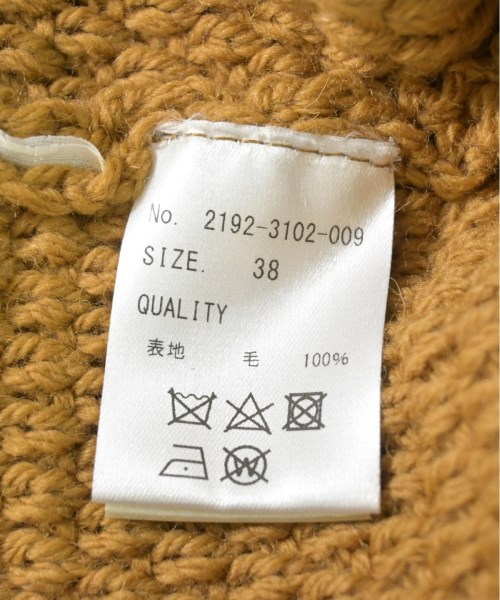 No. 2192-3102-009
SIZE. 38
QUALITY
表地 毛 100%
W